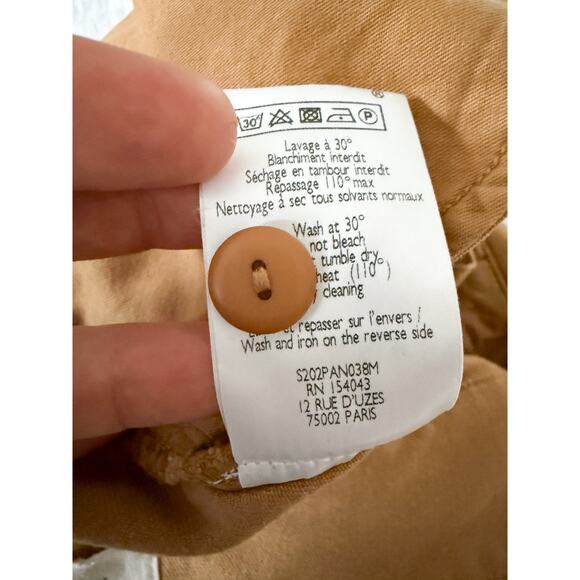 ®
30°
P
Lavage à 30°
Blanchiment interdit
Séchage en tambour interdit
Repassage 110° max
Nettoyage à sec tous solvants normaux
Wash at 30°
not bleach
tumble dry
heat (110°)
cleaning
et repasser sur l'envers /
Wash and iron on the reverse side
S202PAN038M
RN 154043
12 RUE D'UZES
75002 PARIS